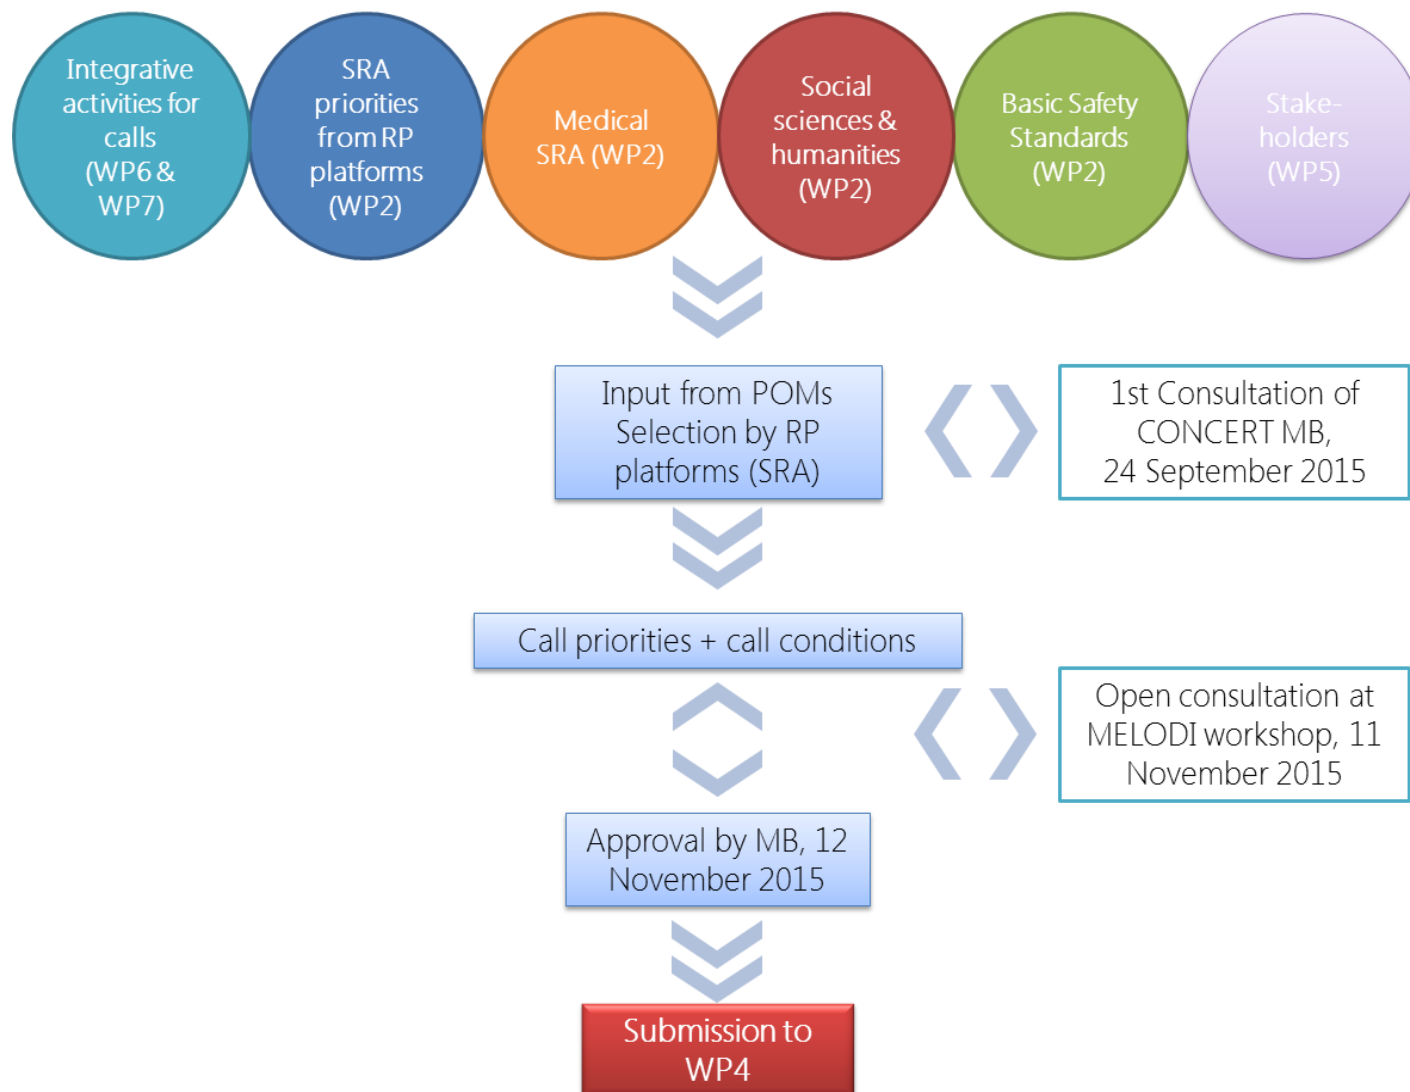 Integrative
activities for
calls
(WP6 &
WP7)
SRA
priorities
from RP
platforms
(WP2)
Medical
SRA (WP2)
Social
sciences &
humanities
(WP2)
Basic Safety
Standards
(WP2)
Stake-
holders
(WP5)
Input from POMs
Selection by RP
platforms (SRA)
1st Consultation of
CONCERT MB,
24 September 2015
Call priorities + call conditions
Open consultation at
MELODI workshop, 11
November 2015
Approval by MB, 12
November 2015
Submission to
WP4